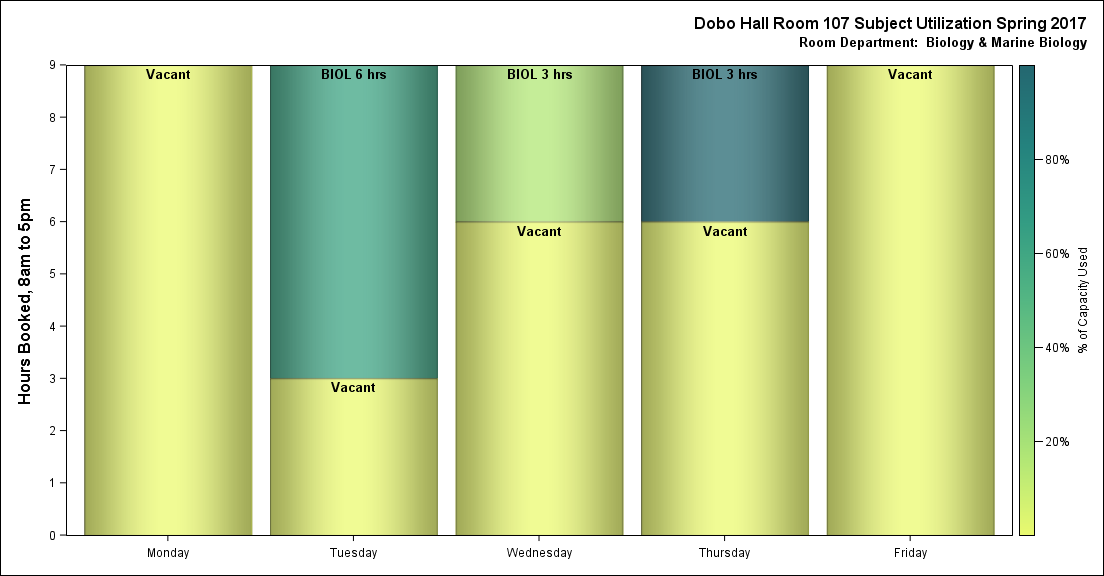 Dobo Hall Room 107 Subject Utilization Spring 2017
Room Department: Biology & Marine Biology
Hours Booked, 8am to 5pm
9
8
7
6
5
4
3
2
1
0
Vacant
BIOL 6 hrs
Vacant
BIOL 3 hrs
Vacant
BIOL 3 hrs
Vacant
Vacant
Monday
Tuesday
Wednesday
Thursday
Friday
80%
60%
40%
20%
% of Capacity Used